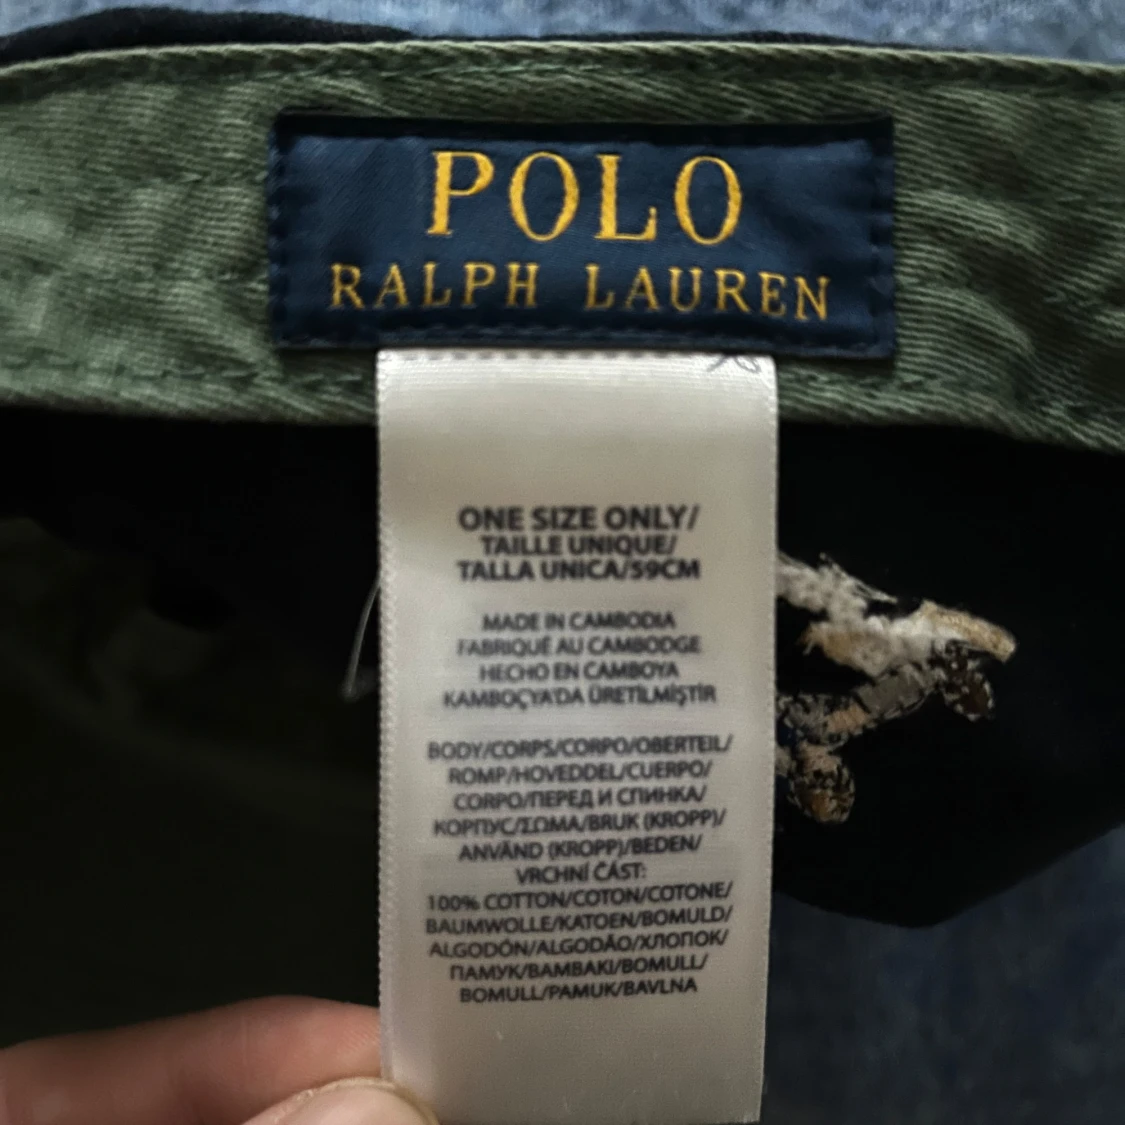 POLO
RALPH LAUREN
ONE SIZE ONLY/
TAILLE UNIQUE/
TALLA UNICA/59CM
MADE IN CAMBODIA
FABRIQUÉ AU CAMBODGE
HECHO EN CAMBOYA
KAMBOÇYA'DA ÜRETİLMİŞTİR
BODY/CORPS/CORPO/OBERTEIL/
ROMP/HOVEDDEL/CUERPO/
CORPO/ПЕРЕД И СПИНКА/
КОРПУС/ΣΩΜΑ/BRUK (KROPP)/
ANVÄND (KROPP)/BEDEN/
VRCHNÍ ČÁST:
100% COTTON/COTON/COTONE/
BAUMWOLLE/KATOEN/BOMULD/
ALGODÓN/ALGODÃO/ХЛОПОК/
ПАМУК/BAMBAKI/BOMULL/
BOMULL/PAMUK/BAVLNA